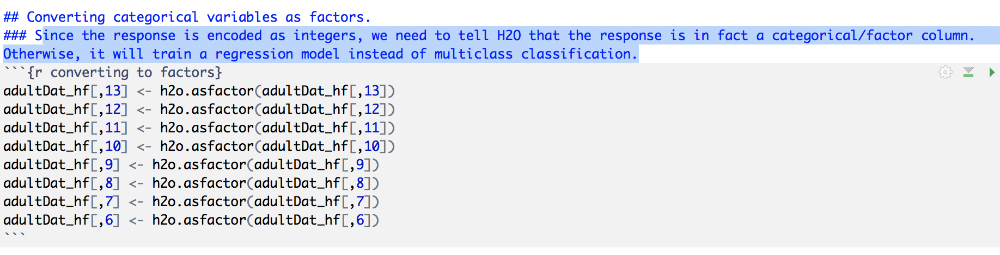 ## Converting categorical variables as factors.
### Since the response is encoded as integers, we need to tell H2O that the response is in fact a categorical/factor column.
Otherwise, it will train a regression model instead of multiclass classification.
```{r converting to factors}
adultDat_hf[,13] <- h2o.asfactor(adultDat_hf[,13])
adultDat_hf[,12] <- h2o.asfactor(adultDat_hf[,12])
adultDat_hf[,11] <- h2o.asfactor(adultDat_hf[,11])
adultDat_hf[,10] <- h2o.asfactor(adultDat_hf[,10])
adultDat_hf[,9] <- h2o.asfactor(adultDat_hf[,9])
adultDat_hf[,8] <- h2o.asfactor(adultDat_hf[,8])
adultDat_hf[,7] <- h2o.asfactor(adultDat_hf[,7])
adultDat_hf[,6] <- h2o.asfactor(adultDat_hf[,6])
```